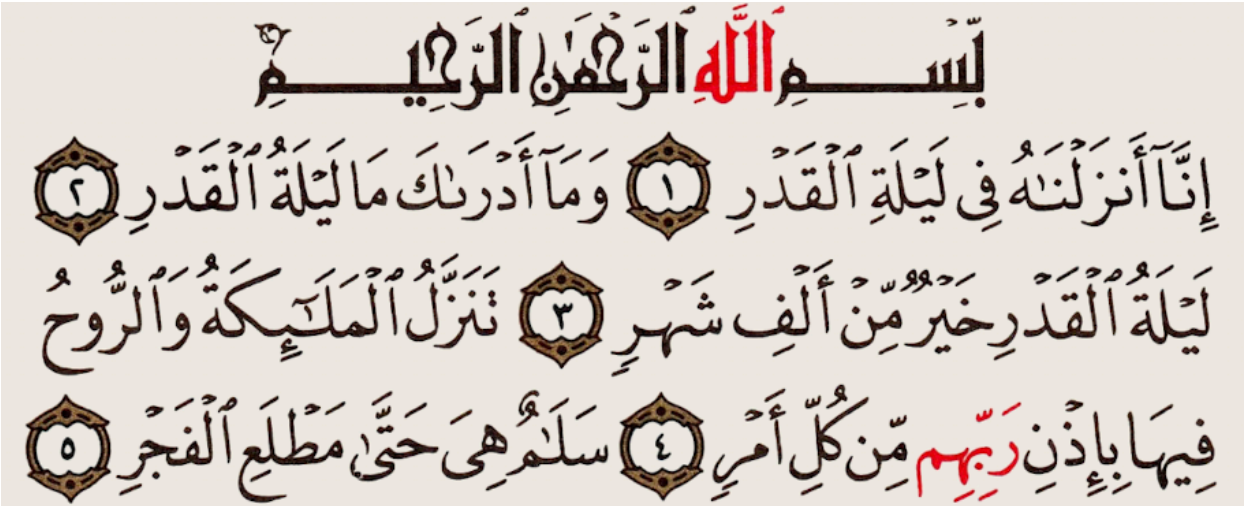 بِّسۡمِ ٱللَّهِ ٱلرَّحۡمَٰنِ ٱلرَّحِيمِ
إِنَّآ أَنزَلۡنَٰهُ فِي لَيۡلَةِ ٱلۡقَدۡرِ ١ وَمَآ أَدۡرَىٰكَ مَا لَيۡلَةُ ٱلۡقَدۡرِ ٢
لَيۡلَةُ ٱلۡقَدۡرِ خَيۡرٞ مِّنۡ أَلۡفِ شَهۡرٖ ٣ تَنَزَّلُ ٱلۡمَلَٰٓئِكَةُ وَٱلرُّوحُ
فِيهَا بِإِذۡنِ رَبِّهِم مِّن كُلِّ أَمۡرٖ ٤ سَلَٰمٌ هِيَ حَتَّىٰ مَطۡلَعِ ٱلۡفَجۡرِ ٥